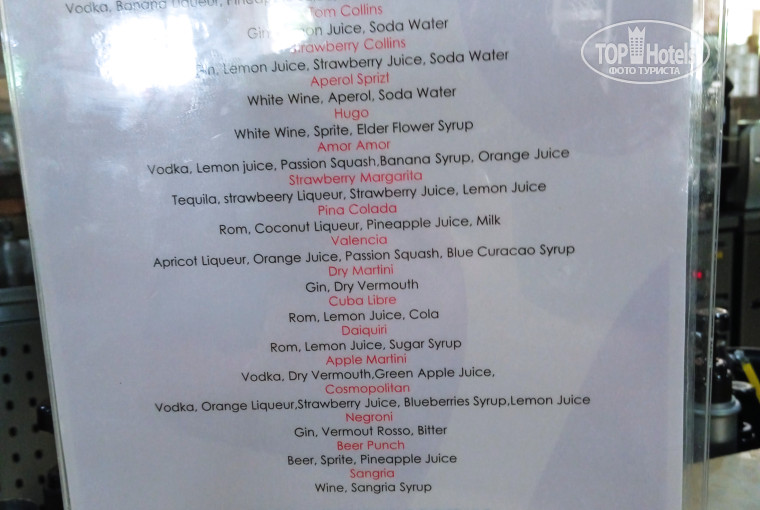 Vodka, Banana Liqueur,
Tom Collins
Gin, Lemon Juice, Soda Water
Strawberry Collins
Gin, Lemon Juice, Strawberry Juice, Soda Water
Aperol Sprizt
White Wine, Aperol, Soda Water
Hugo
White Wine, Sprite, Elder Flower Syrup
Amor Amor
Vodka, Lemon juice, Passion Squash,Banana Syrup, Orange Juice
Strawberry Margarita
Tequila, strawbeery Liqueur, Strawberry Juice, Lemon Juice
Pina Colada
Rom, Coconut Liqueur, Pineapple Juice, Milk
Valencia
Apricot Liqueur, Orange Juice, Passion Squash, Blue Curacao Syrup
Dry Martini
Gin, Dry Vermouth
Cuba Libre
Rom, Lemon Juice, Cola
Daiquiri
Rom, Lemon Juice, Sugar Syrup
Apple Martini
Vodka, Dry Vermouth,Green Apple Juice,
Cosmopolitan
Vodka, Orange Liqueur,Strawberry Juice, Blueberries Syrup,Lemon Juice
Negroni
Gin, Vermout Rosso, Bitter
Beer Punch
Beer, Sprite, Pineapple Juice
Sangria
Wine, Sangria Syrup
TOP Hotels
ФОТО ТУРИСТА